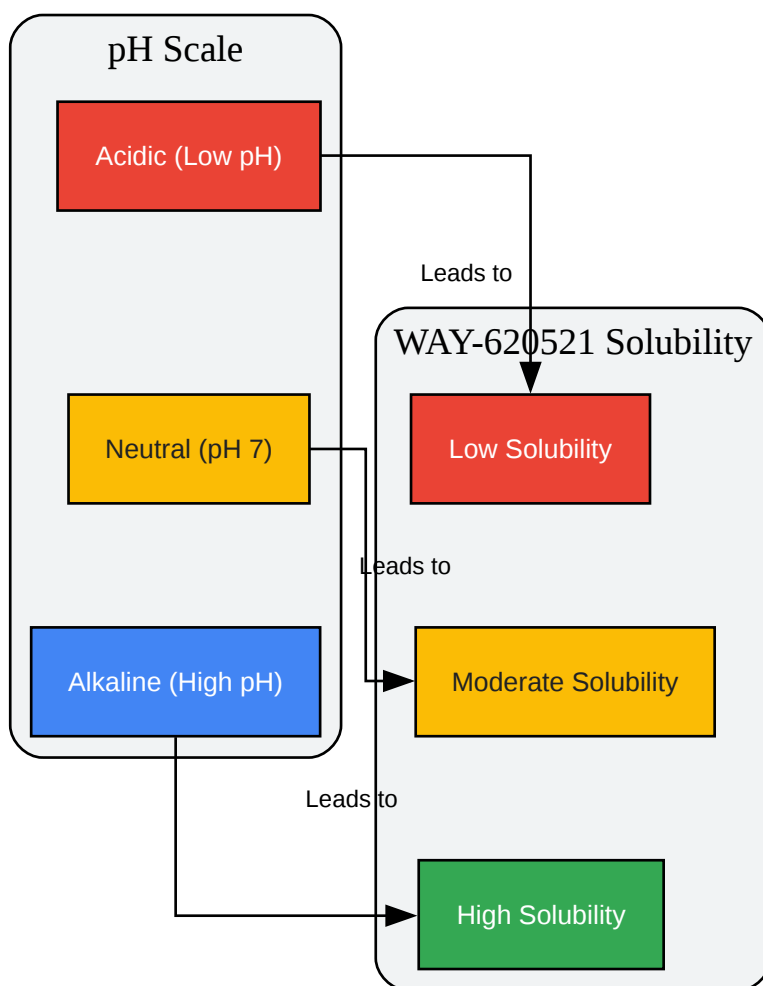 pH Scale
Acidic (Low pH)
Leads to
WAY-620521 Solubility
Neutral (pH 7)
Low Solubility
Leads to
Alkaline (High pH)
Moderate Solubility
Leads to
High Solubility